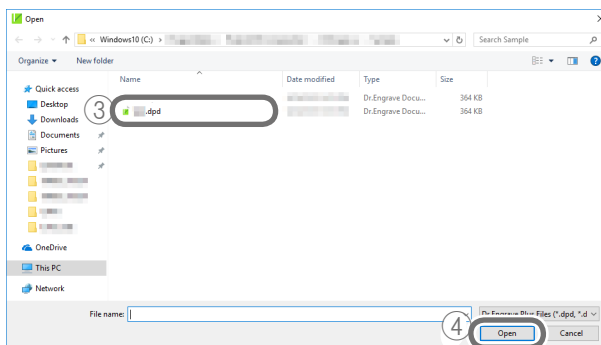 Open
« Windows10 (C:) ›
Search Sample
Organize
New folder
Name
Date modified
Type
Size
Quick access
Desktop
Downloads
Documents
Pictures
OneDrive
This PC
Network
Dr.Engrave Docu...
364 KB
③
.dpd
Dr.Engrave Docu...
364 KB
File name:
Dr.Engrave Plus Files (*.dpd, *.d
④
Open
Cancel